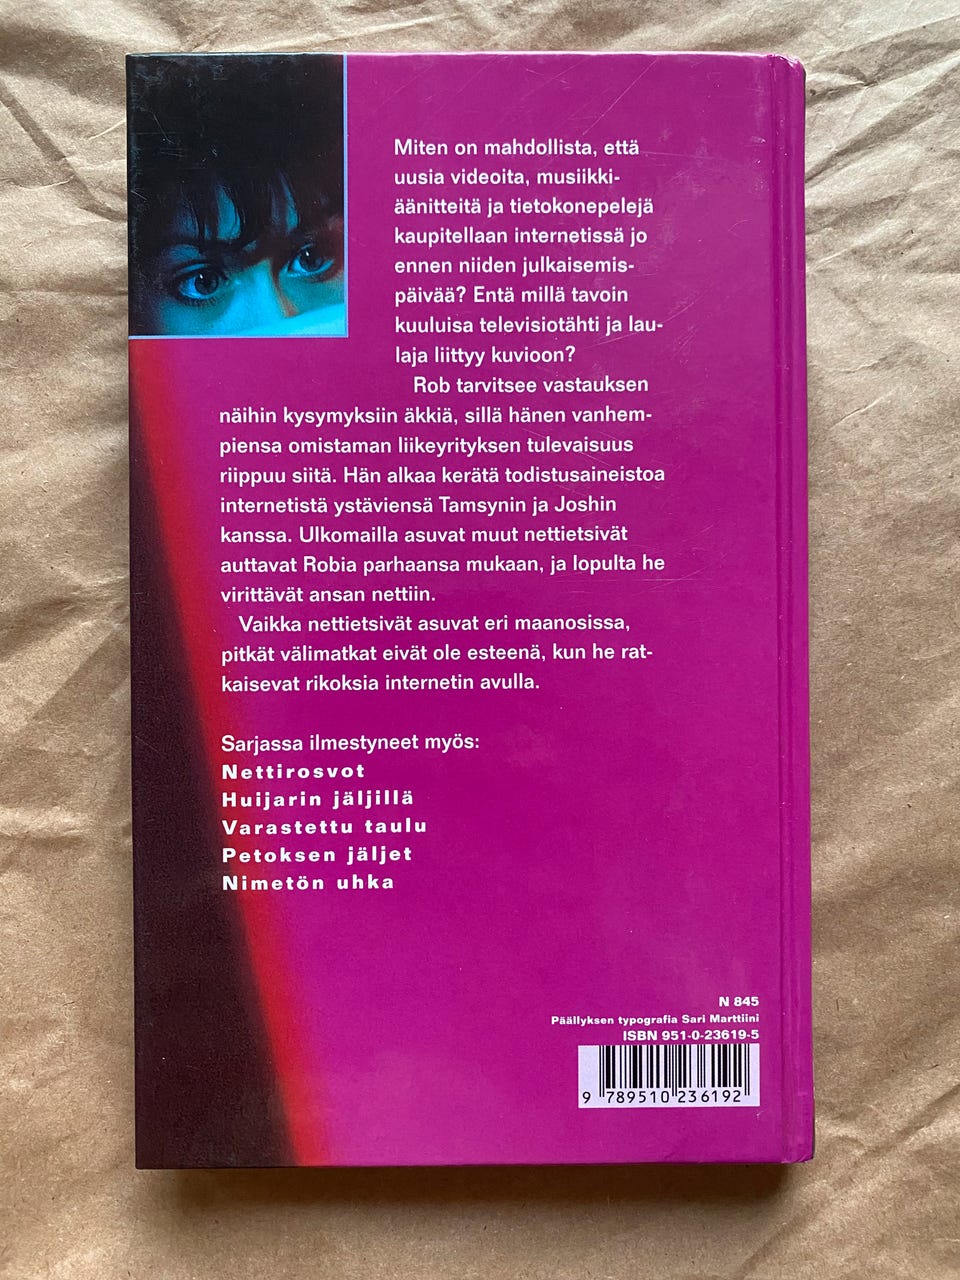 Miten on mahdollista, että
uusia videoita, musiikki-
äänitteitä ja tietokonepelejä
kaupitellaan internetissä jo
ennen niiden julkaisemis-
päivää? Entä millä tavoin
kuuluisa televisiotähti ja lau-
laja liittyy kuvioon?
Rob tarvitsee vastauksen
näihin kysymyksiin äkkiä, sillä hänen vanhem-
piensa omistaman liikeyrityksen tulevaisuus
riippuu siitä. Hän alkaa kerätä todistusaineistoa
internetistä ystäviensä Tamsynin ja Joshin
kanssa. Ulkomailla asuvat muut nettietsivät
auttavat Robia parhaansa mukaan, ja lopulta he
virittävät ansan nettiin.
Vaikka nettietsivät asuvat eri maanosissa,
pitkät välimatkat eivät ole esteenä, kun he rat-
kaisevat rikoksia internetin avulla.
Sarjassa ilmestyneet myös:
Nettirosvot
Huijarin jäljillä
Varastettu taulu
Petoksen jäljet
Nimetön uhka
N 845
Päällyksen typografia Sari Marttiini
ISBN 951-0-23619-5
9 789510 236192